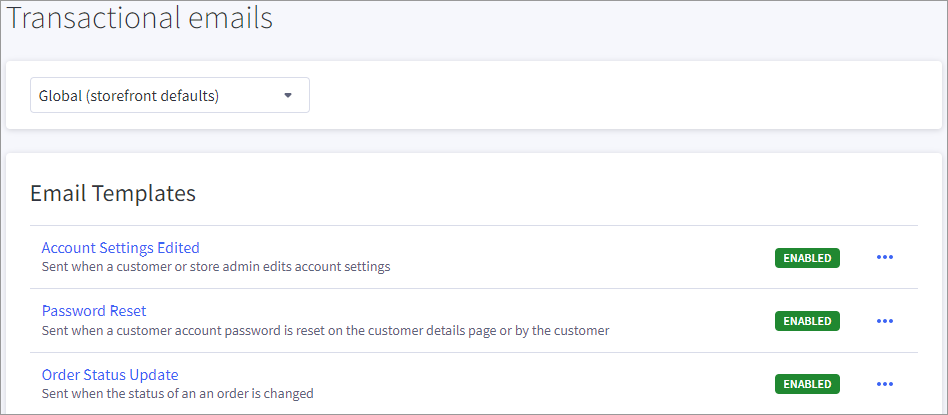 Transactional emails
Global (storefront defaults)
Email Templates
Account Settings Edited
ENABLED
Sent when a customer or store admin edits account settings
Password Reset
ENABLED
Sent when a customer account password is reset on the customer details page or by the customer
Order Status Update
ENABLED
Sent when the status of an an order is changed